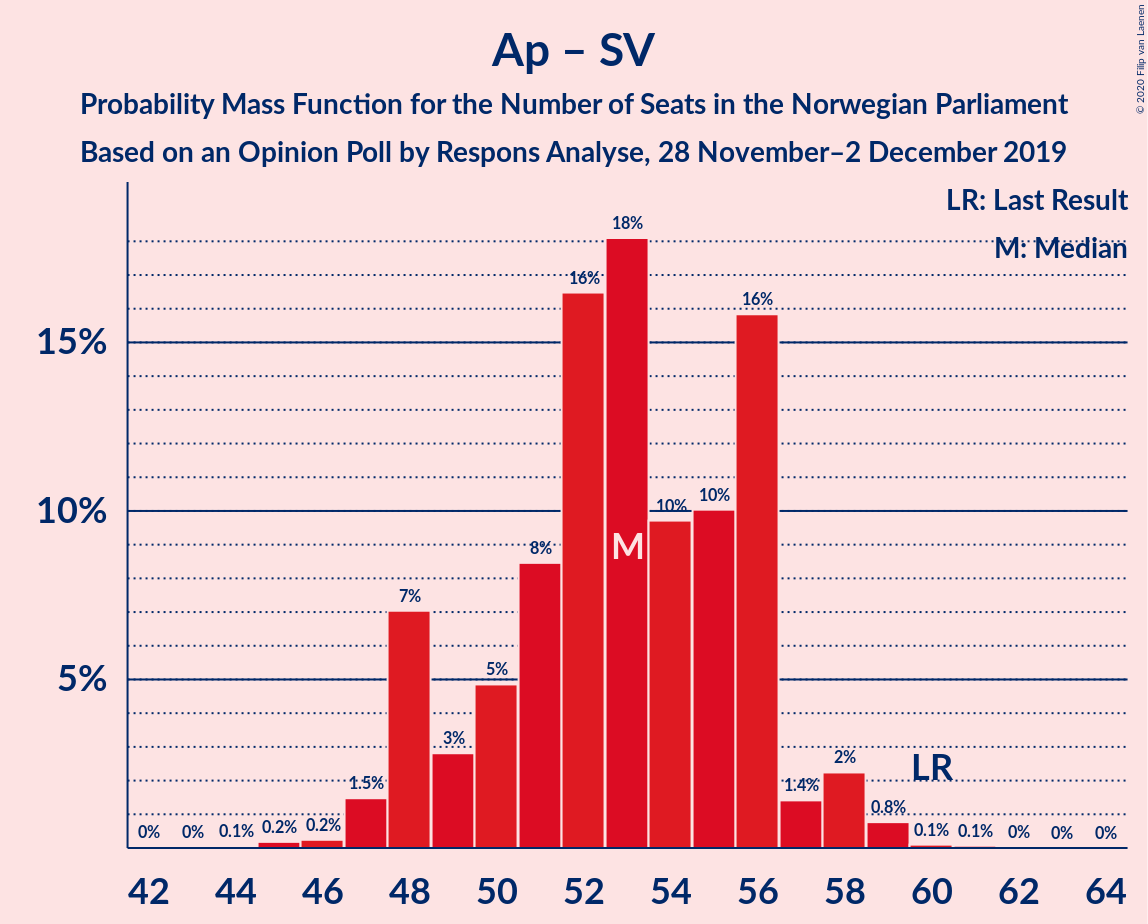 Ap – SV
Probability Mass Function for the Number of Seats in the Norwegian Parliament
Based on an Opinion Poll by Respons Analyse, 28 November–2 December 2019
© 2020 Filip van Laenen
LR: Last Result
M: Median
15%
10%
5%
0% 0% 0.1% 0.2% 0.2% 1.5% 7% 3% 5% 8% 16% 18% 10% 10% 16% 1.4% 2% 0.8% 0.1% 0.1% 0% 0% 0%
M
LR
42 44 46 48 50 52 54 56 58 60 62 64